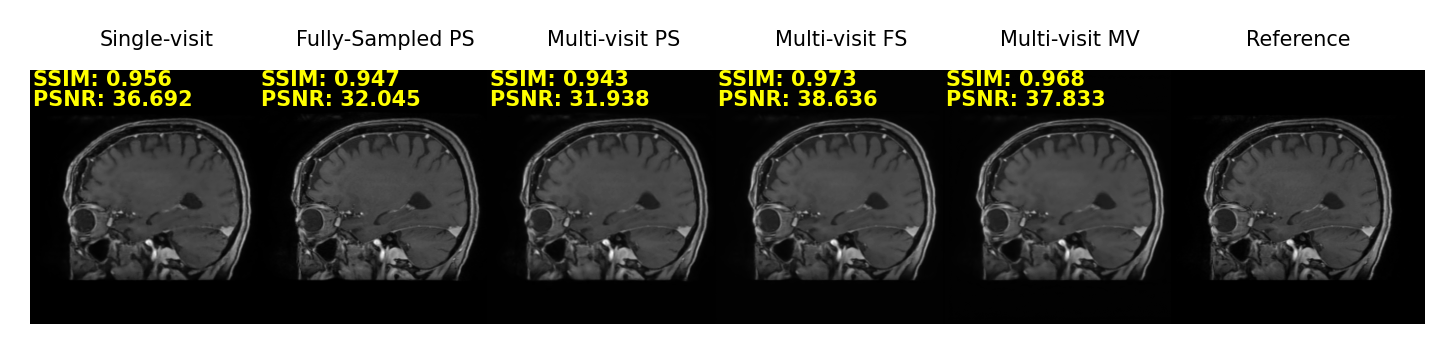 Single-visit Fully-Sampled PS Multi-visit PS Multi-visit FS Multi-visit MV Reference
SSIM: 0.956 SSIM: 0.947 SSIM: 0.943 SSIM: 0.973 SSIM: 0.968
PSNR: 36.692 PSNR: 32.045 PSNR: 31.938 PSNR: 38.636 PSNR: 37.833